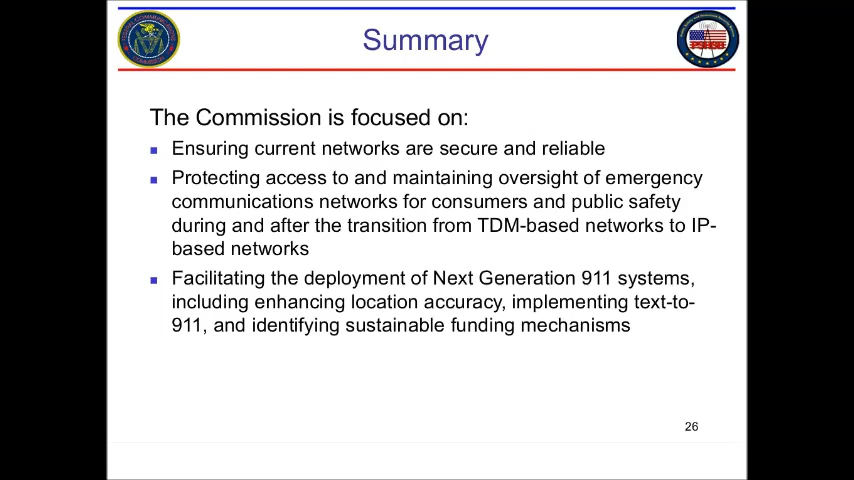 Summary
The Commission is focused on:
Ensuring current networks are secure and reliable
Protecting access to and maintaining oversight of emergency
communications networks for consumers and public safety
during and after the transition from TDM-based networks to IP-
based networks
Facilitating the deployment of Next Generation 911 systems,
including enhancing location accuracy, implementing text-to-
911, and identifying sustainable funding mechanisms
26